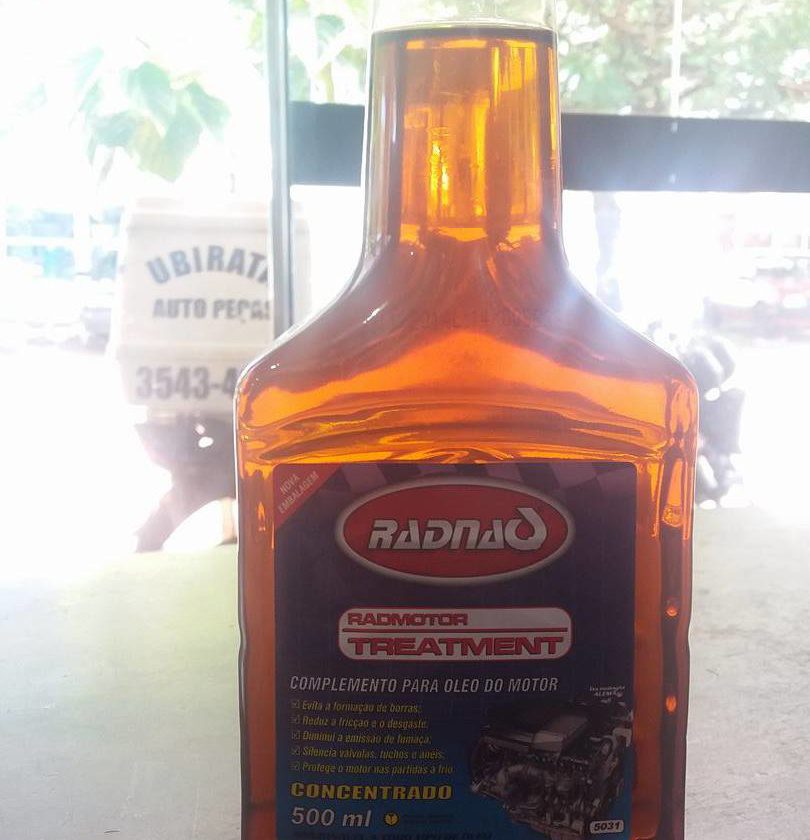 UBIRATA
AUTO PEÇAS
3543-4
NOVA
EMBALAGEM
RADNAQ
RADMOTOR
TREATMENT
COMPLEMENTO PARA OLEO DO MOTOR
Evita a formação de borras;
Reduz a fricção e o desgaste;
Diminui a emissão de fumaça;
Silencia válvulas, tuchos e anéis;
Protege o motor nas partidas à frio
Tecnologia
ALEMÃ
CONCENTRADO
500 ml
5031